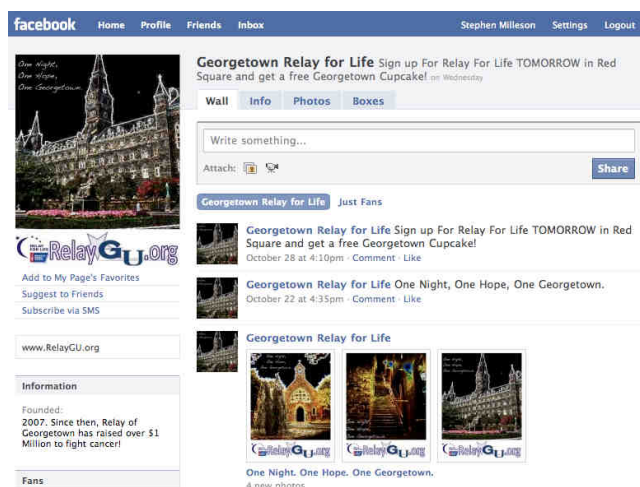 facebook Home Profile Friends Inbox Stephen Milleson Settings Logout
One Night,
One Hope,
One Georgetown.
RelayGU.org
Add to My Page's Favorites
Suggest to Friends
Subscribe via SMS
www.RelayGU.org
Information
Founded:
2007. Since then, Relay of
Georgetown has raised over $1
Million to fight cancer!
Fans
Georgetown Relay for Life Sign up For Relay For Life TOMORROW in Red
Square and get a free Georgetown Cupcake! on Wednesday
Wall Info Photos Boxes
Write something...
Attach:
Share
Georgetown Relay for Life Just Fans
Georgetown Relay for Life Sign up For Relay For Life TOMORROW in Red
Square and get a free Georgetown Cupcake!
October 28 at 4:10pm · Comment · Like
Georgetown Relay for Life One Night, One Hope, One Georgetown.
October 22 at 4:35pm · Comment · Like
Georgetown Relay for Life
RelayGU.org
RelayGU.org
RelayGU.org
One Night. One Hope. One Georgetown.
4 new photos